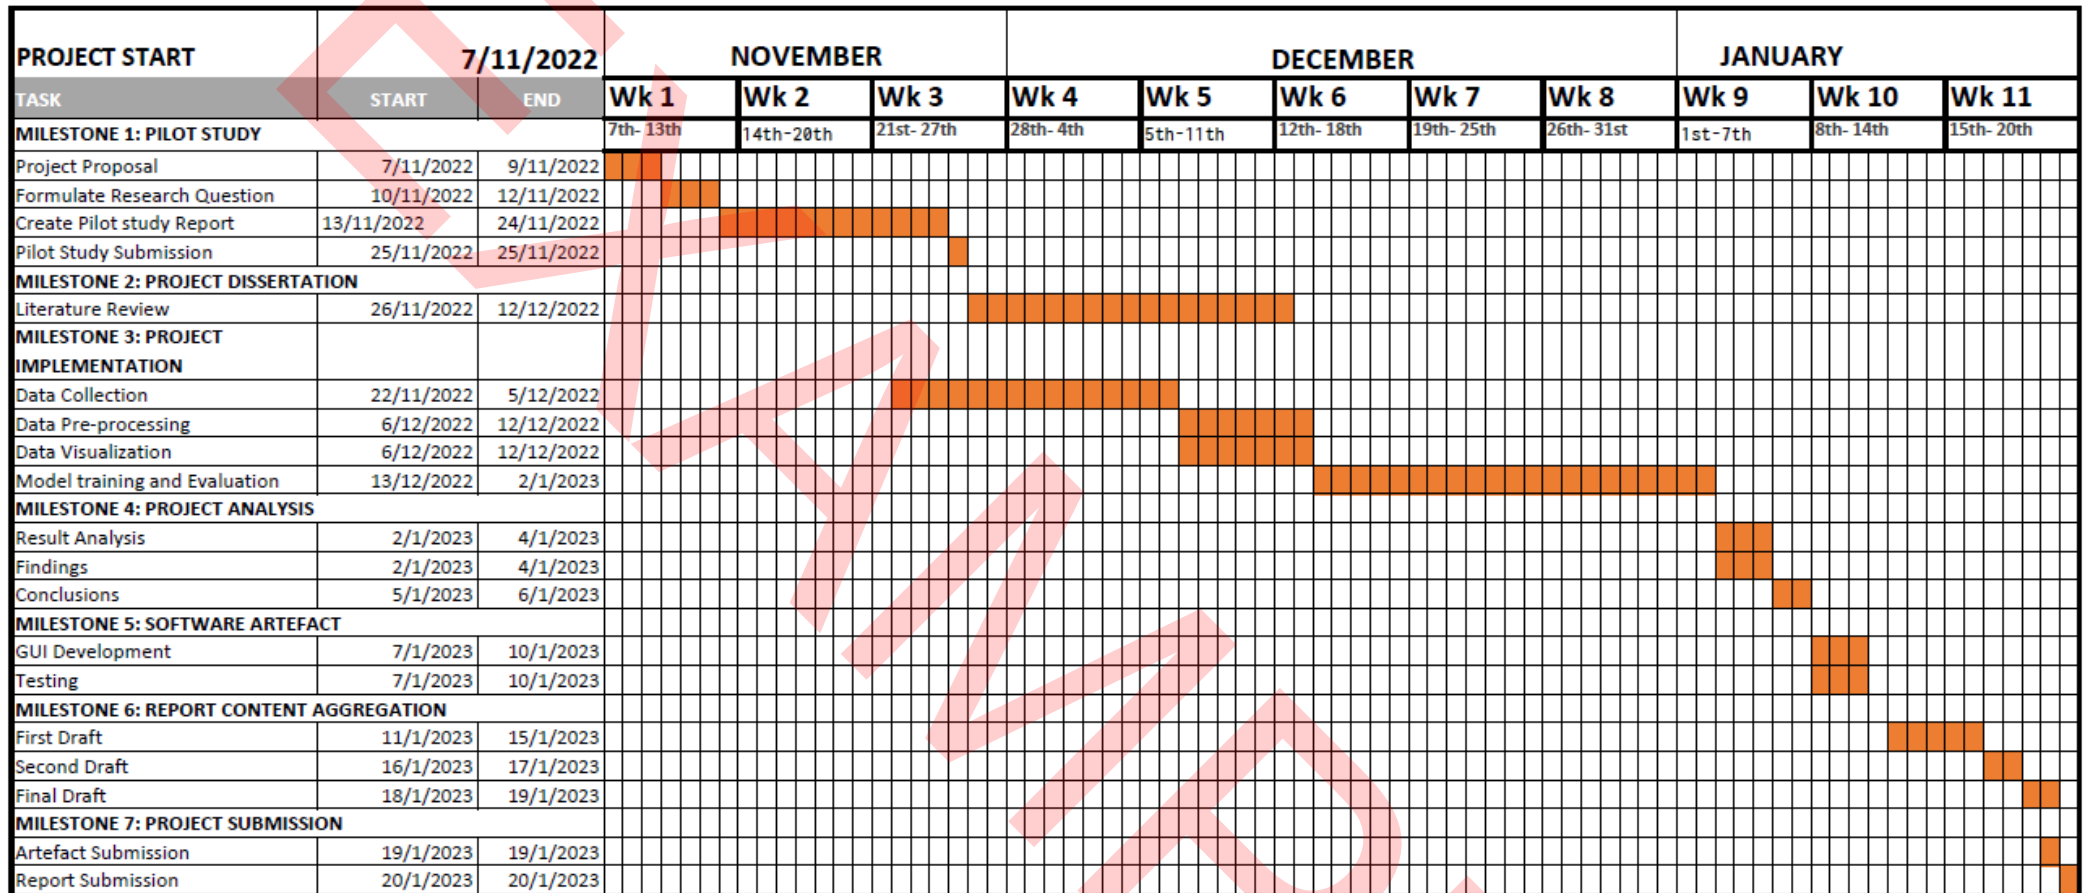 PROJECT START 7/11/2022 NOVEMBER DECEMBER JANUARY
TASK START END Wk 1 Wk 2 Wk 3 Wk 4 Wk 5 Wk 6 Wk 7 Wk 8 Wk 9 Wk 10 Wk 11
MILESTONE 1: PILOT STUDY 7th- 13th 14th-20th 21st- 27th 28th- 4th 5th-11th 12th- 18th 19th- 25th 26th- 31st 1st-7th 8th- 14th 15th- 20th
Project Proposal 7/11/2022 9/11/2022
Formulate Research Question 10/11/2022 12/11/2022
Create Pilot study Report 13/11/2022 24/11/2022
Pilot Study Submission 25/11/2022 25/11/2022
MILESTONE 2: PROJECT DISSERTATION
Literature Review 26/11/2022 12/12/2022
MILESTONE 3: PROJECT
IMPLEMENTATION
Data Collection 22/11/2022 5/12/2022
Data Pre-processing 6/12/2022 12/12/2022
Data Visualization 6/12/2022 12/12/2022
Model training and Evaluation 13/12/2022 2/1/2023
MILESTONE 4: PROJECT ANALYSIS
Result Analysis 2/1/2023 4/1/2023
Findings 2/1/2023 4/1/2023
Conclusions 5/1/2023 6/1/2023
MILESTONE 5: SOFTWARE ARTEFACT
GUI Development 7/1/2023 10/1/2023
Testing 7/1/2023 10/1/2023
MILESTONE 6: REPORT CONTENT AGGREGATION
First Draft 11/1/2023 15/1/2023
Second Draft 16/1/2023 17/1/2023
Final Draft 18/1/2023 19/1/2023
MILESTONE 7: PROJECT SUBMISSION
Artefact Submission 19/1/2023 19/1/2023
Report Submission 20/1/2023 20/1/2023
EXAMP